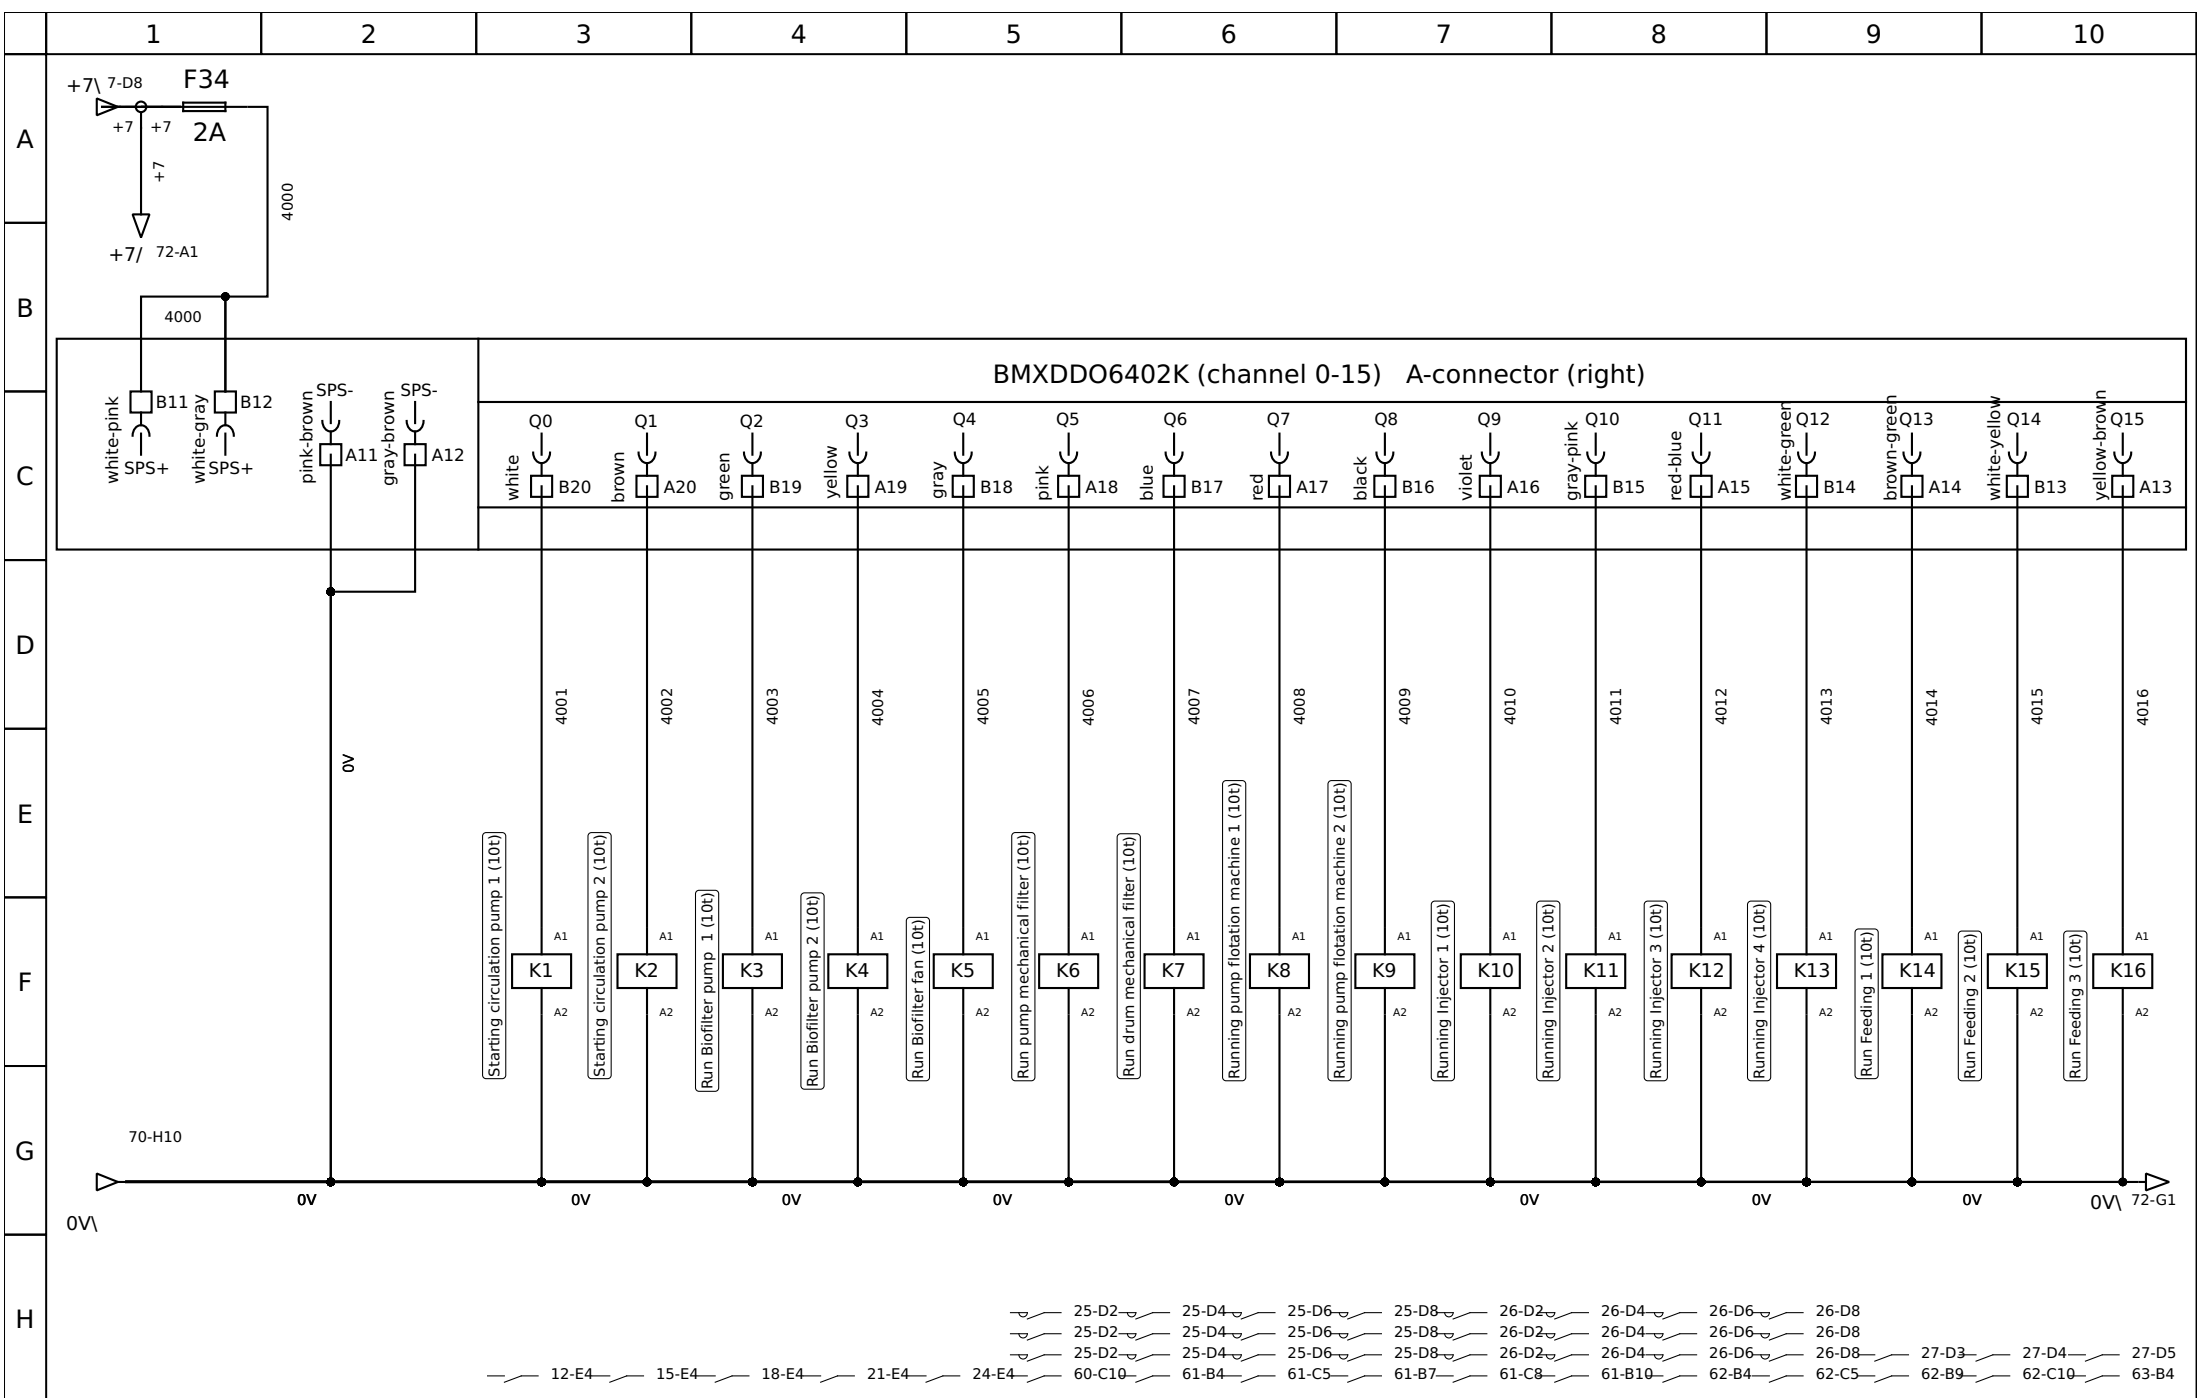 1 2 3 4 5 6 7 8 9 10
A
+7\ 7-D8 F34
+7 +7 2A
+7
4000
+7/ 72-A1
B
4000
BMXDDO6402K (channel 0-15) A-connector (right)
C
white-pink B11 SPS+
white-gray B12 SPS+
pink-brown SPS- A11
gray-brown SPS- A12
Q0 Q1 Q2 Q3 Q4 Q5 Q6 Q7 Q8 Q9 Q10 Q11 Q12 Q13 Q14 Q15
white brown green yellow gray pink blue red black violet gray-pink red-blue white-green brown-green white-yellow yellow-brown
B20 A20 B19 A19 B18 A18 B17 A17 B16 A16 B15 A15 B14 A14 B13 A13
D
4001 4002 4003 4004 4005 4006 4007 4008 4009 4010 4011 4012 4013 4014 4015 4016
0V
E
Starting circulation pump 1 (10t)
Starting circulation pump 2 (10t)
Run Biofilter pump 1 (10t)
Run Biofilter pump 2 (10t)
Run Biofilter fan (10t)
Run pump mechanical filter (10t)
Run drum mechanical filter (10t)
Running pump flotation machine 1 (10t)
Running pump flotation machine 2 (10t)
Running Injector 1 (10t)
Running Injector 2 (10t)
Running Injector 3 (10t)
Running Injector 4 (10t)
Run Feeding 1 (10t)
Run Feeding 2 (10t)
Run Feeding 3 (10t)
A1 A1 A1 A1 A1 A1 A1 A1 A1 A1 A1 A1 A1 A1 A1 A1
F
K1 K2 K3 K4 K5 K6 K7 K8 K9 K10 K11 K12 K13 K14 K15 K16
A2 A2 A2 A2 A2 A2 A2 A2 A2 A2 A2 A2 A2 A2 A2 A2
G
70-H10
0V 0V 0V 0V 0V 0V 0V 0V 0V\ 72-G1
0V\
H
25-D2 25-D4 25-D6 25-D8 26-D2 26-D4 26-D6 26-D8
25-D2 25-D4 25-D6 25-D8 26-D2 26-D4 26-D6 26-D8
25-D2 25-D4 25-D6 25-D8 26-D2 26-D4 26-D6 26-D8 27-D3 27-D4 27-D5
12-E4 15-E4 18-E4 21-E4 24-E4 60-C10 61-B4 61-C5 61-B7 61-C8 61-B10 62-B4 62-C5 62-B9 62-C10 63-B4